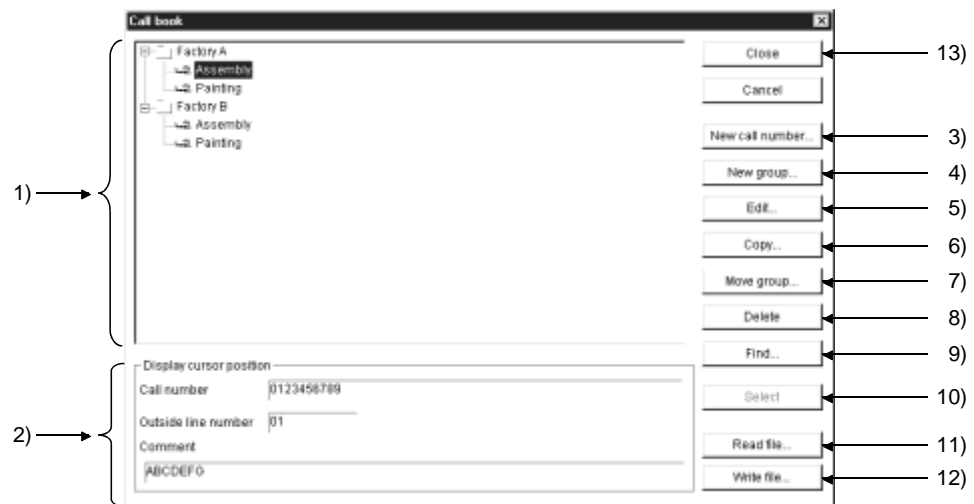 Call book
Factory A
Assembly
Painting
Factory B
Assembly
Painting
Close
Cancel
New call number...
New group...
Edit...
Copy...
Move group...
Delete
Find...
Select
Read file...
Write file...
Display cursor position
Call number 0123456789
Outside line number 01
Comment
ABCDEFG
1)
2)
13)
3)
4)
5)
6)
7)
8)
9)
10)
11)
12)